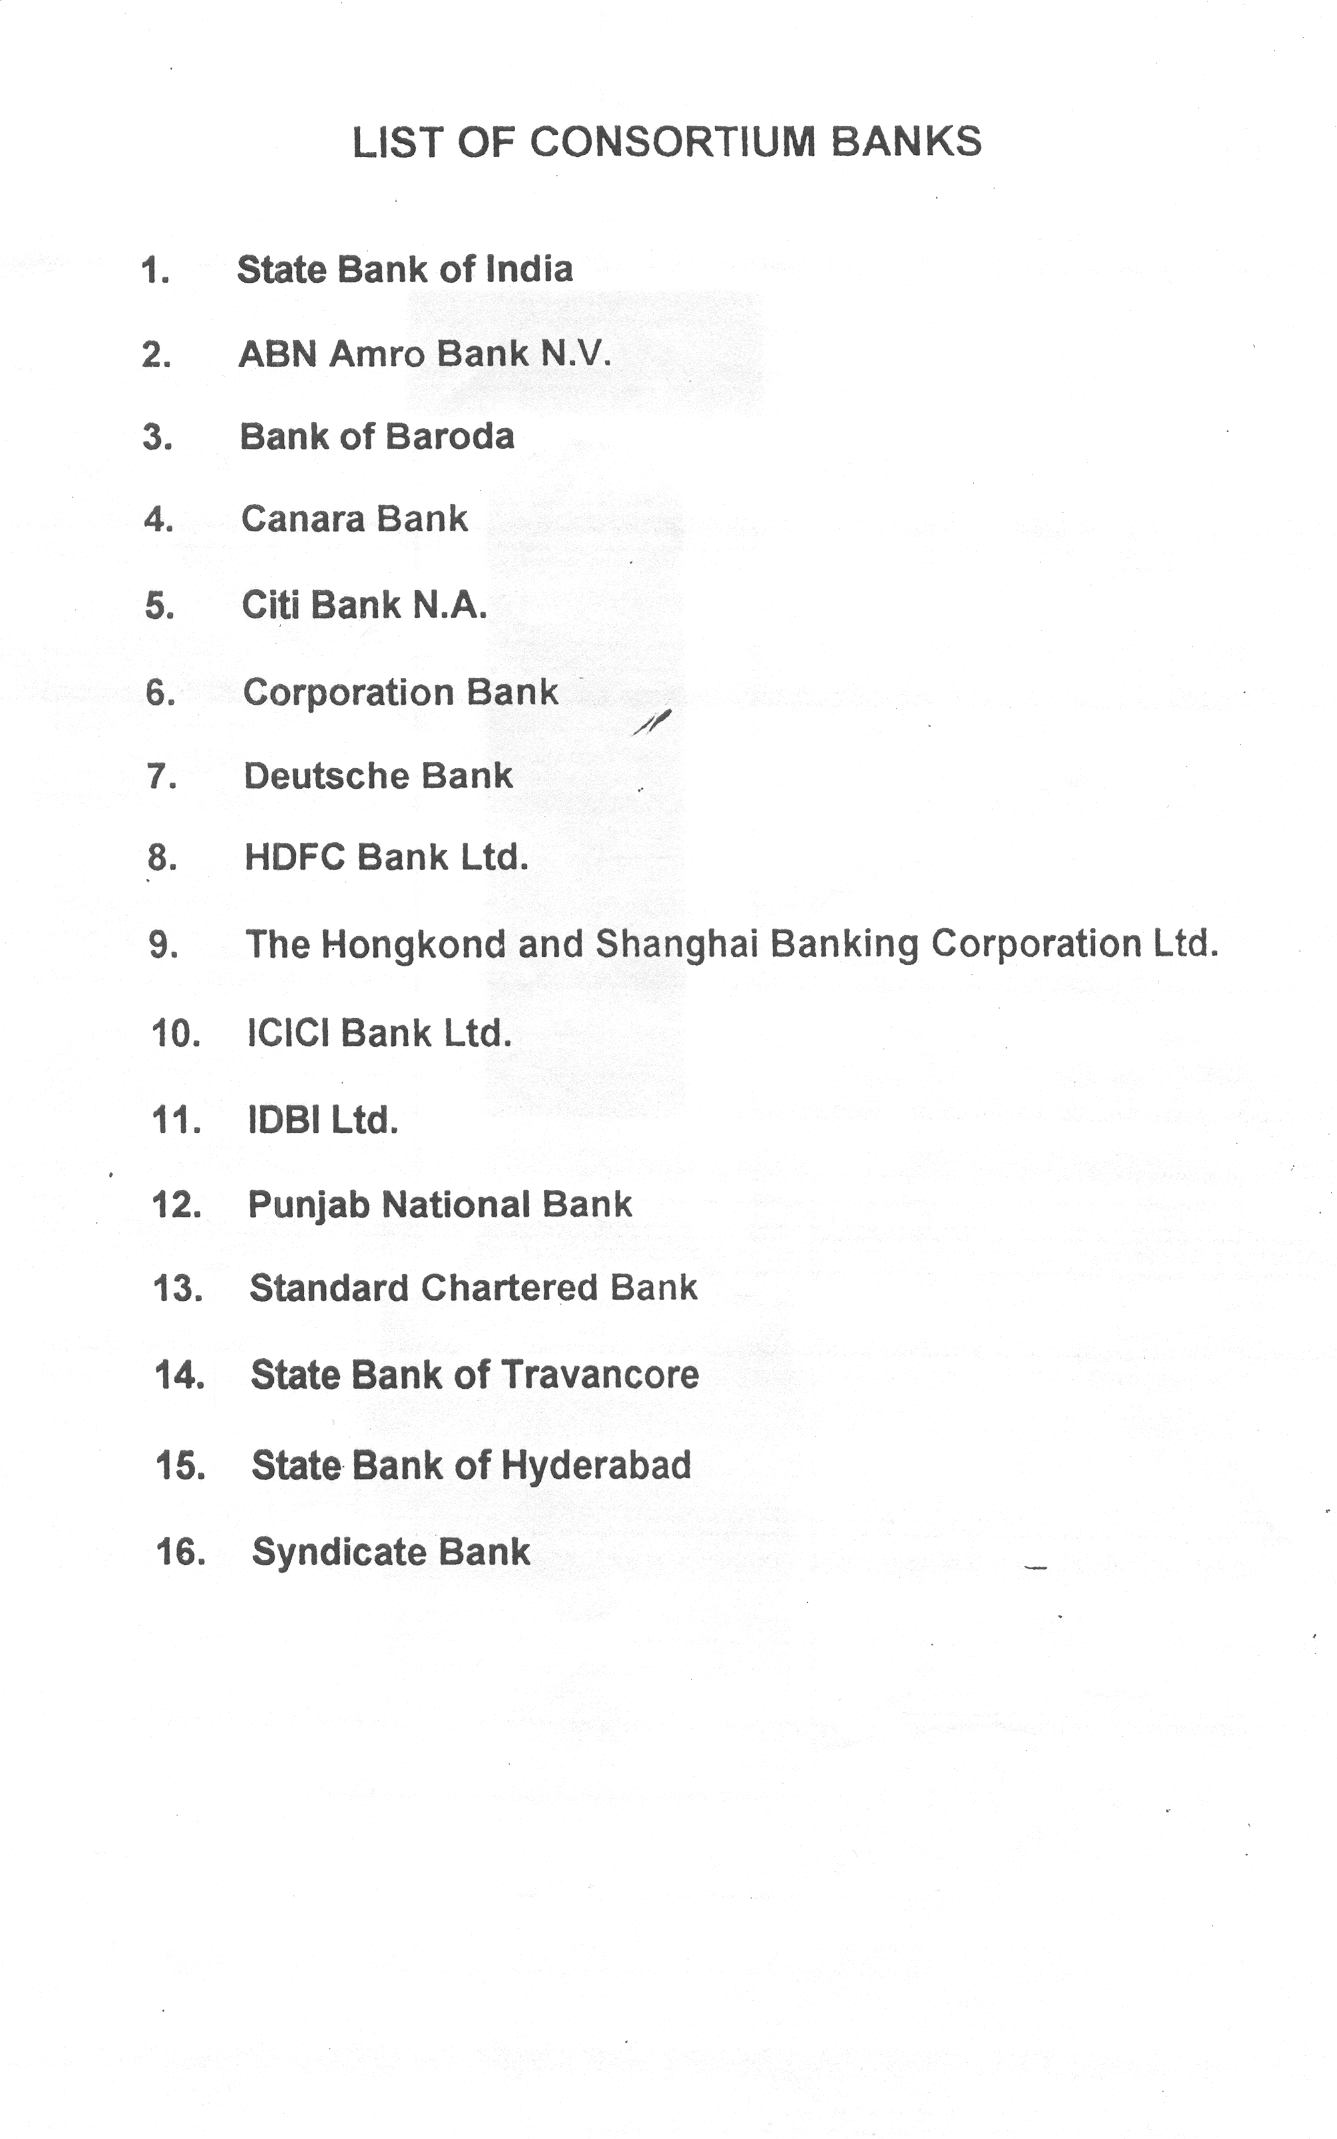 LIST OF CONSORTIUM BANKS
1. State Bank of India
2. ABN Amro Bank N.V.
3. Bank of Baroda
4. Canara Bank
5. Citi Bank N.A.
6. Corporation Bank
7. Deutsche Bank
8. HDFC Bank Ltd.
9. The Hongkond and Shanghai Banking Corporation Ltd.
10. ICICI Bank Ltd.
11. IDBI Ltd.
12. Punjab National Bank
13. Standard Chartered Bank
14. State Bank of Travancore
15. State Bank of Hyderabad
16. Syndicate Bank